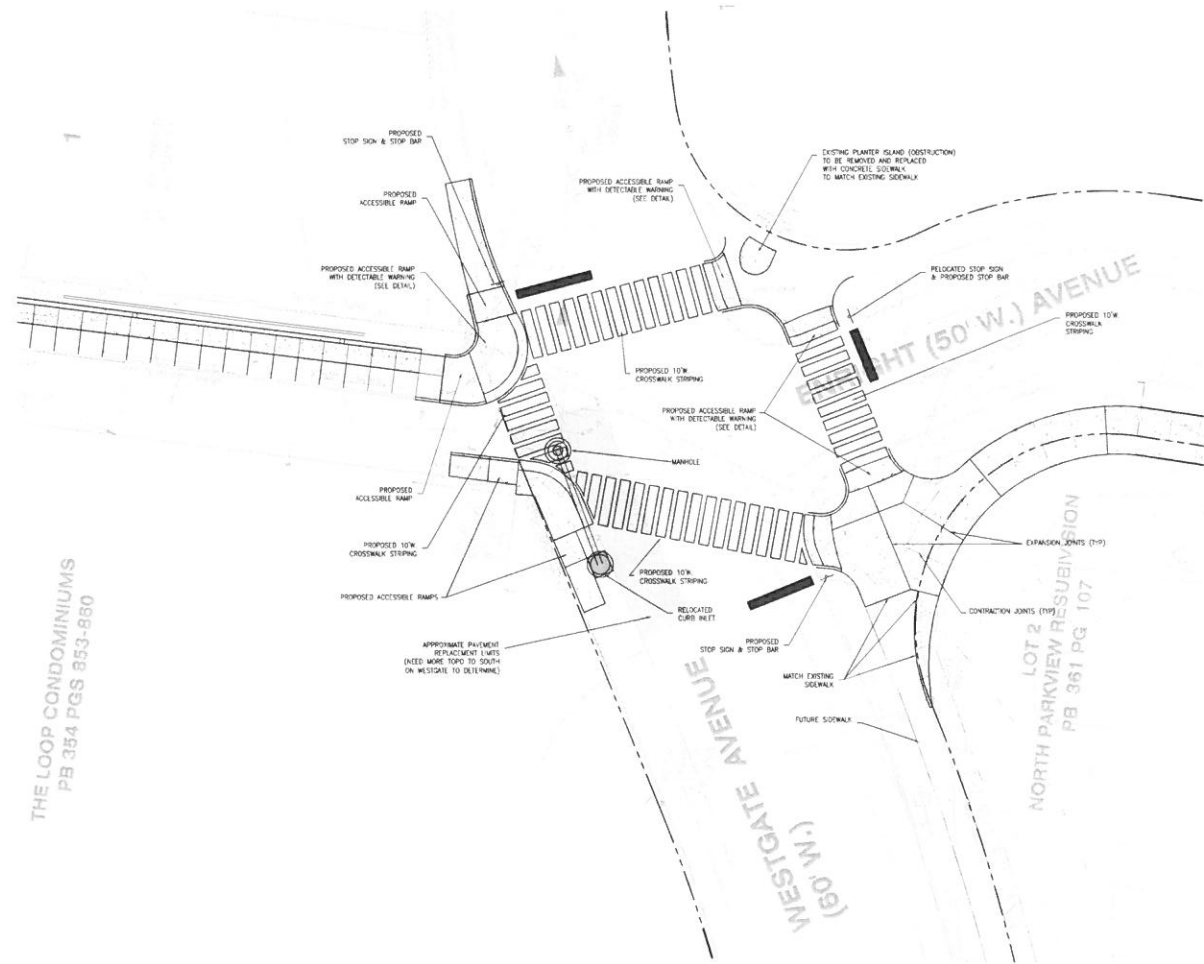 PROPOSED
STOP SIGN & STOP BAR
PROPOSED
ACCESSIBLE RAMP
PROPOSED ACCESSIBLE RAMP
WITH DETECTABLE WARNING
(SEE DETAIL)
PROPOSED ACCESSIBLE RAMP
WITH DETECTABLE WARNING
(SEE DETAIL)
EXISTING PLANTER ISLAND (OBSTRUCTION)
TO BE REMOVED AND REPLACED
WITH CONCRETE SIDEWALK
TO MATCH EXISTING SIDEWALK
RELOCATED STOP SIGN
& PROPOSED STOP BAR
ENRIGHT (50' W.) AVENUE
PROPOSED 10'W.
CROSSWALK
STRIPING
PROPOSED 10'W.
CROSSWALK STRIPING
PROPOSED ACCESSIBLE RAMP
WITH DETECTABLE WARNING
(SEE DETAIL)
MANHOLE
PROPOSED
ACCESSIBLE RAMP
PROPOSED 10'W.
CROSSWALK STRIPING
PROPOSED ACCESSIBLE RAMPS
PROPOSED 10'W.
CROSSWALK STRIPING
RELOCATED
CURB INLET
EXPANSION JOINTS (TYP)
CONTRACTION JOINTS (TYP)
APPROXIMATE PAVEMENT
REPLACEMENT LIMITS
(NEED MORE TOPO TO SOUTH
ON WESTGATE TO DETERMINE)
PROPOSED
STOP SIGN & STOP BAR
MATCH EXISTING
SIDEWALK
FUTURE SIDEWALK
THE LOOP CONDOMINIUMS
PB 354 PGS 853-860
WESTGATE AVENUE
(60' W.)
LOT 2
NORTH PARKVIEW RESUBDIVISION
PB 361 PG 107